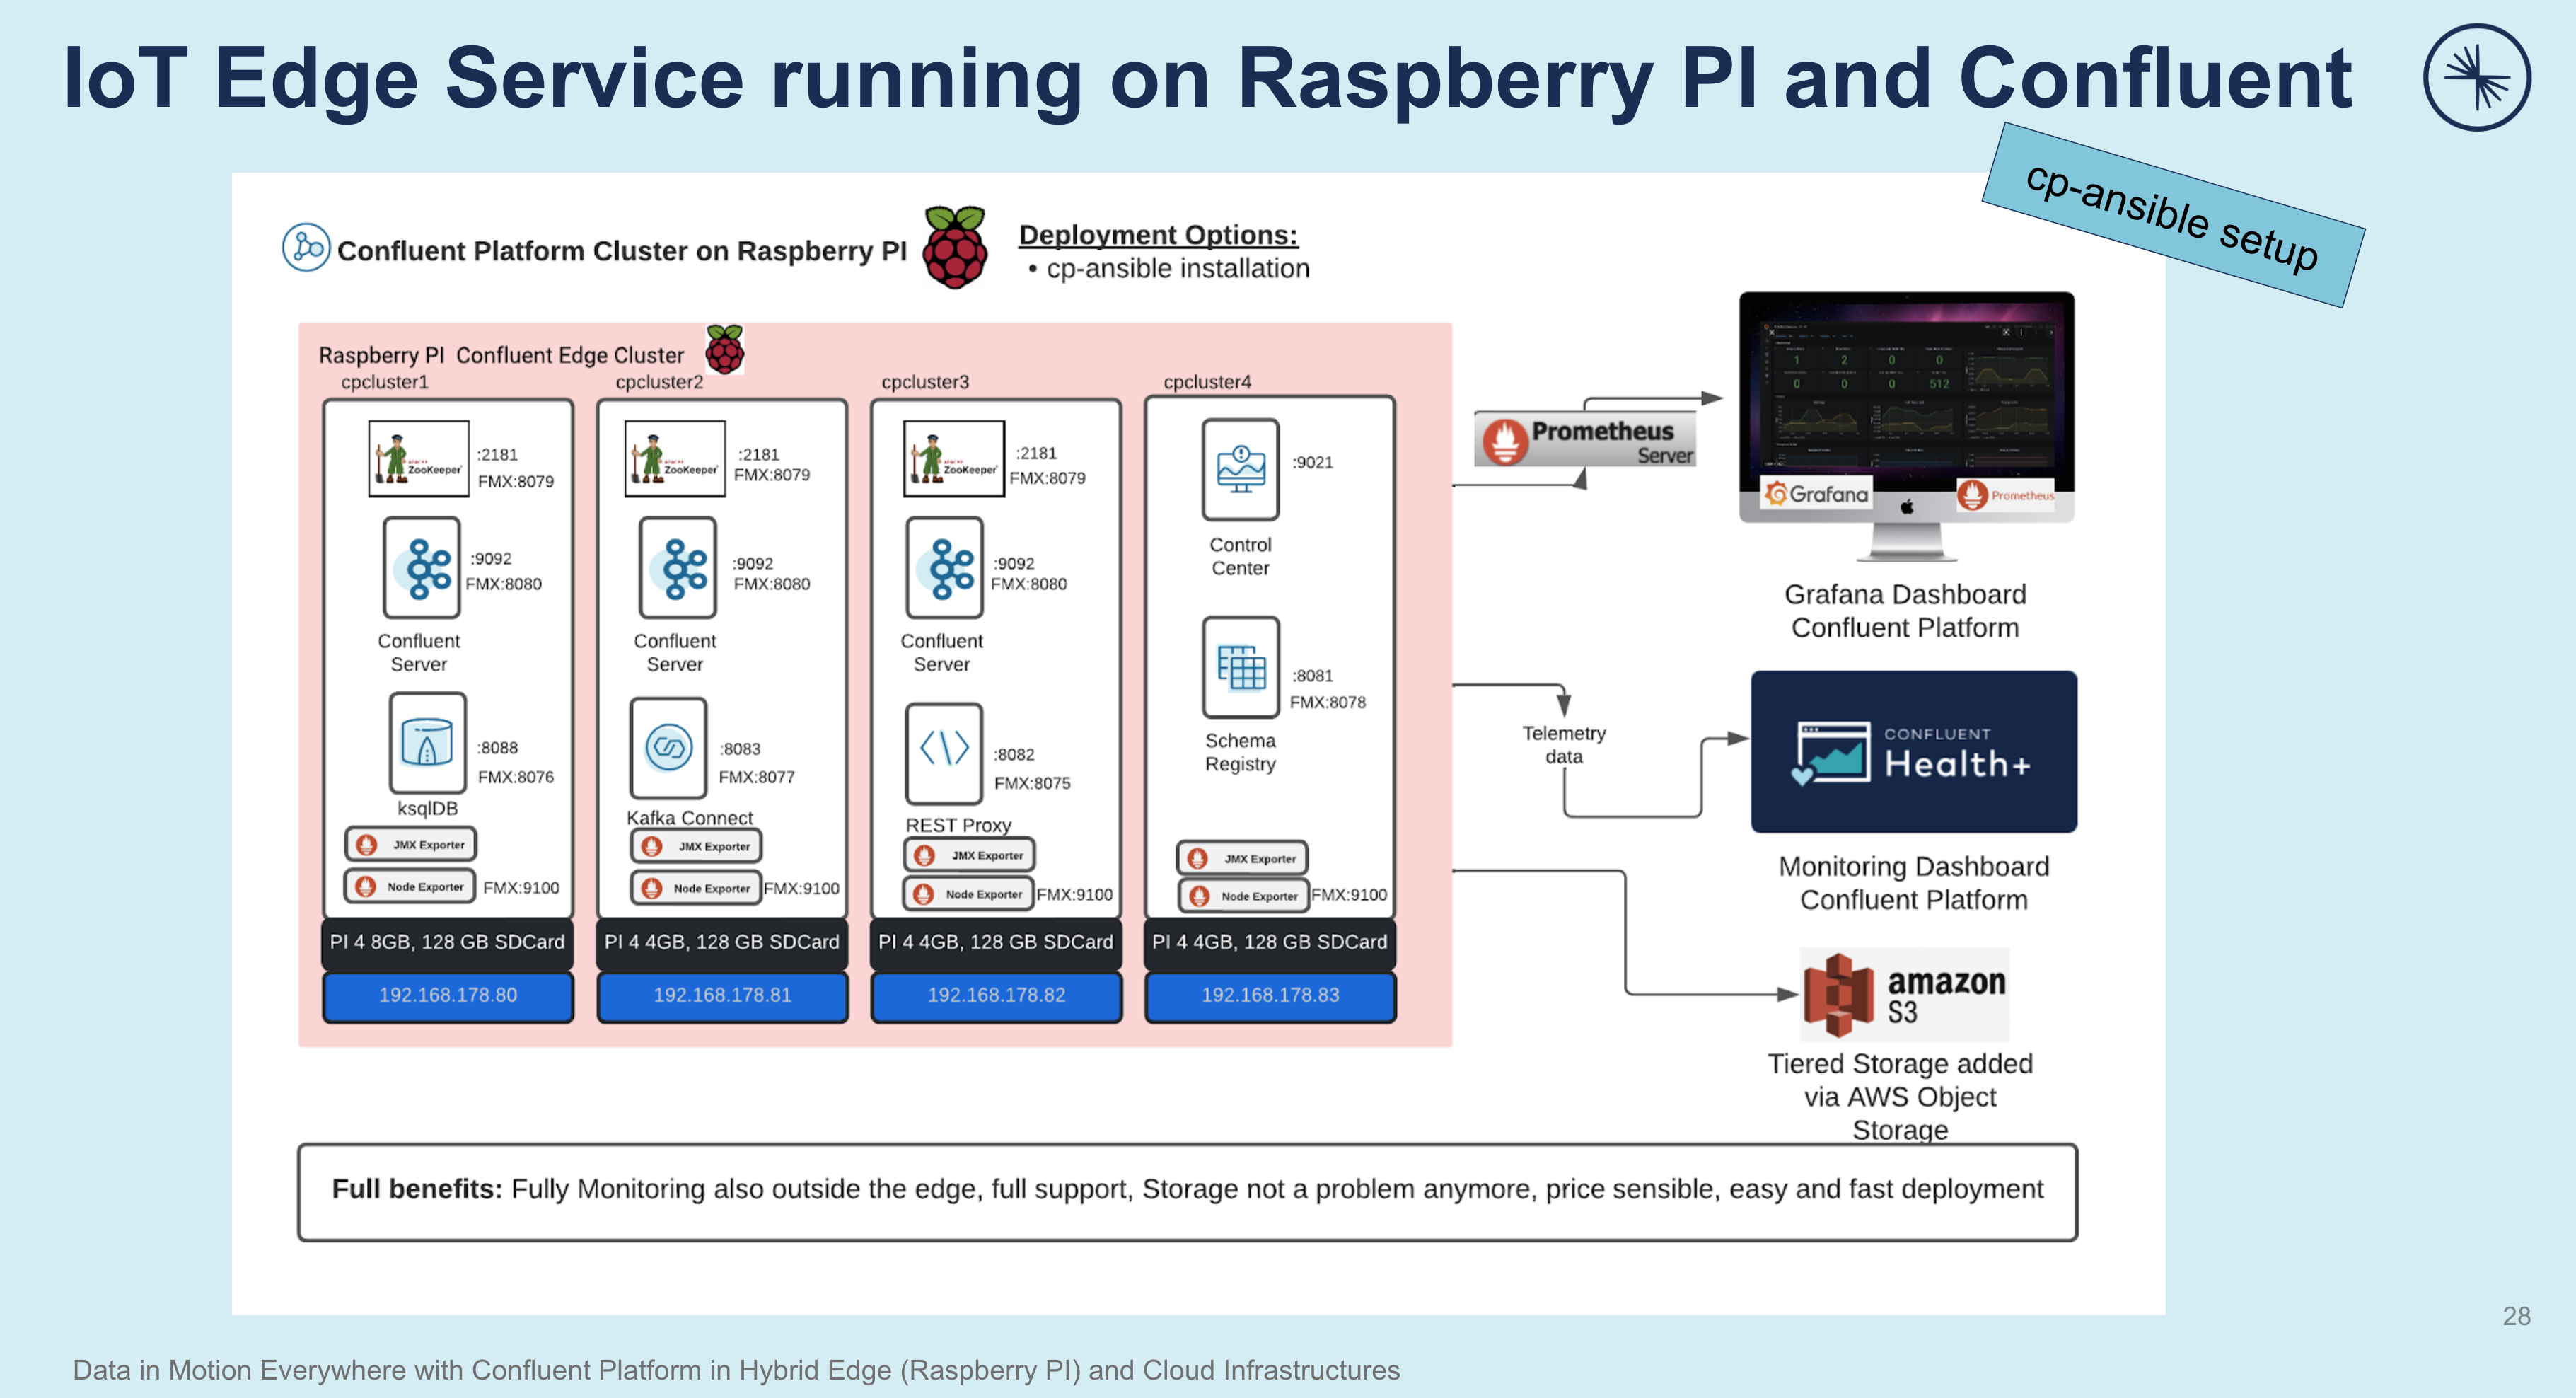 IoT Edge Service running on Raspberry PI and Confluent
cp-ansible setup
Confluent Platform Cluster on Raspberry PI
Deployment Options:
• cp-ansible installation
Raspberry PI Confluent Edge Cluster
cpcluster1
cpcluster2
cpcluster3
cpcluster4
APACHE
ZooKeeper
:2181
FMX:8079
Confluent
Server
:9092
FMX:8080
ksqlDB
:8088
FMX:8076
JMX Exporter
Node Exporter
FMX:9100
PI 4 8GB, 128 GB SDCard
192.168.178.80
ZooKeeper
:2181
FMX:8079
:9092
FMX:8080
Confluent
Server
:8083
FMX:8077
Kafka Connect
JMX Exporter
Node Exporter
FMX:9100
PI 4 4GB, 128 GB SDCard
192.168.178.81
ZooKeeper
:2181
FMX:8079
:9092
FMX:8080
Confluent
Server
:8082
FMX:8075
REST Proxy
JMX Exporter
Node Exporter
FMX:9100
PI 4 4GB, 128 GB SDCard
192.168.178.82
:9021
Control
Center
:8081
FMX:8078
Schema
Registry
JMX Exporter
Node Exporter
FMX:9100
PI 4 4GB, 128 GB SDCard
192.168.178.83
Prometheus
Server
1 2 0 0
0 0 0 512
Grafana
Prometheus
Grafana Dashboard
Confluent Platform
Telemetry
data
CONFLUENT
Health+
Monitoring Dashboard
Confluent Platform
amazon
S3
Tiered Storage added
via AWS Object
Storage
Full benefits: Fully Monitoring also outside the edge, full support, Storage not a problem anymore, price sensible, easy and fast deployment
28
Data in Motion Everywhere with Confluent Platform in Hybrid Edge (Raspberry PI) and Cloud Infrastructures